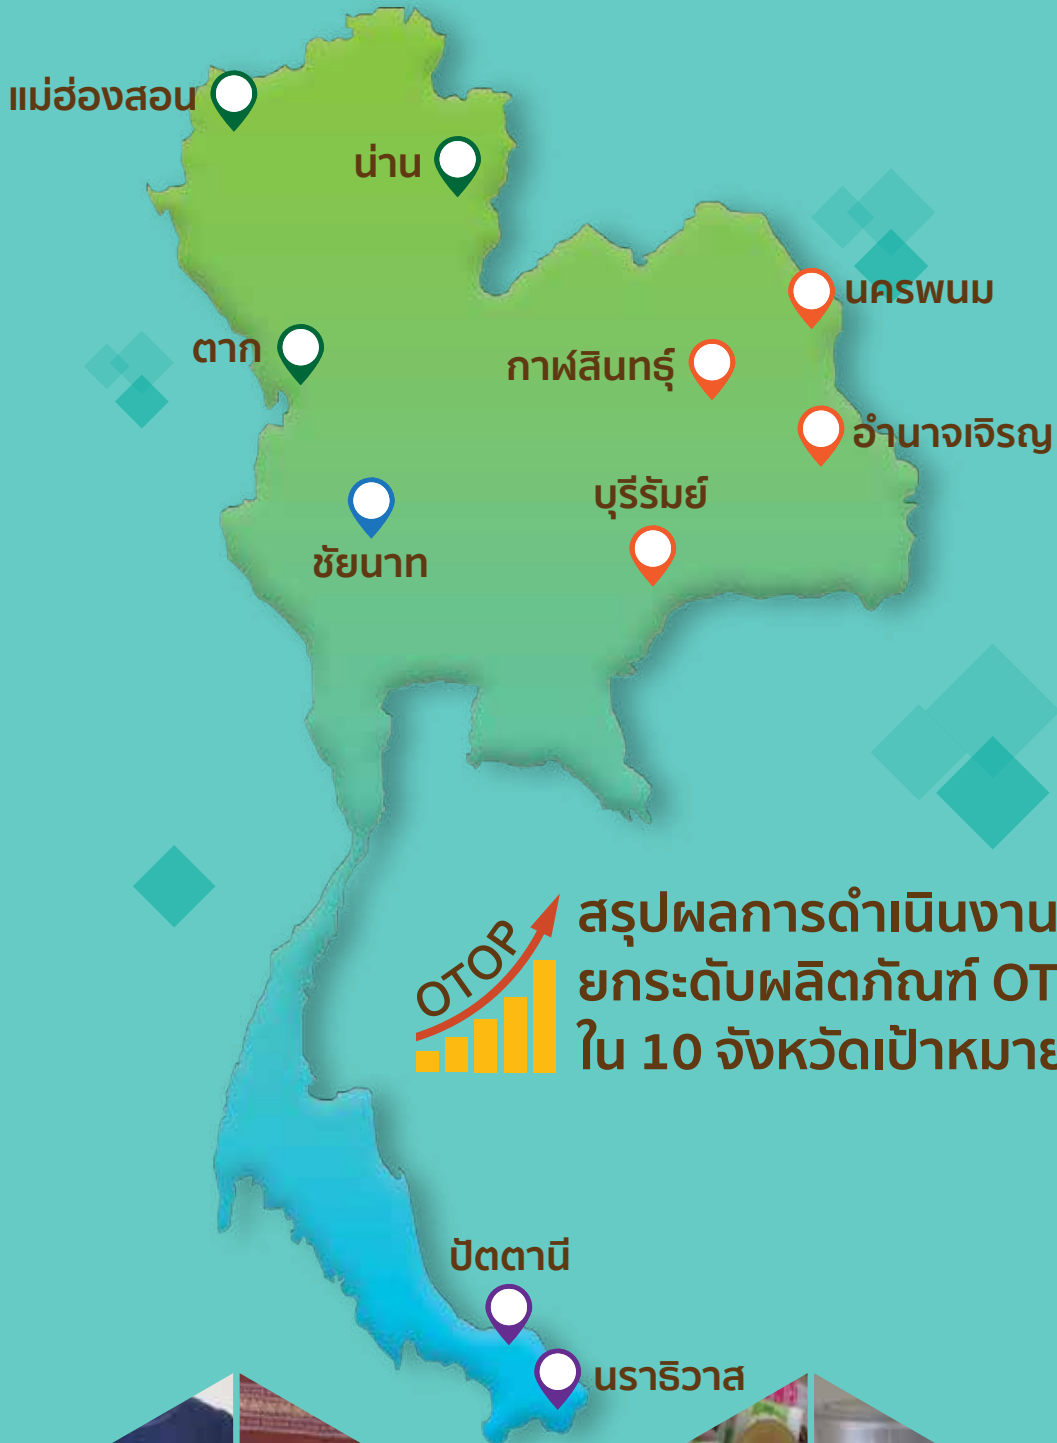 แม่ฮ่องสอน
น่าน
นครพนม
ตาก
กาฬสินทธุ์
อำนาจเจิรญ
บุรีรัมย์
ชัยนาท
OTOP
สรุปผลการดำเนินงาน
ยกระดับผลิตภัณฑ์ OT
ใน 10 จังหวัดเป้าหมาย
ปัตตานี
นราธิวาส